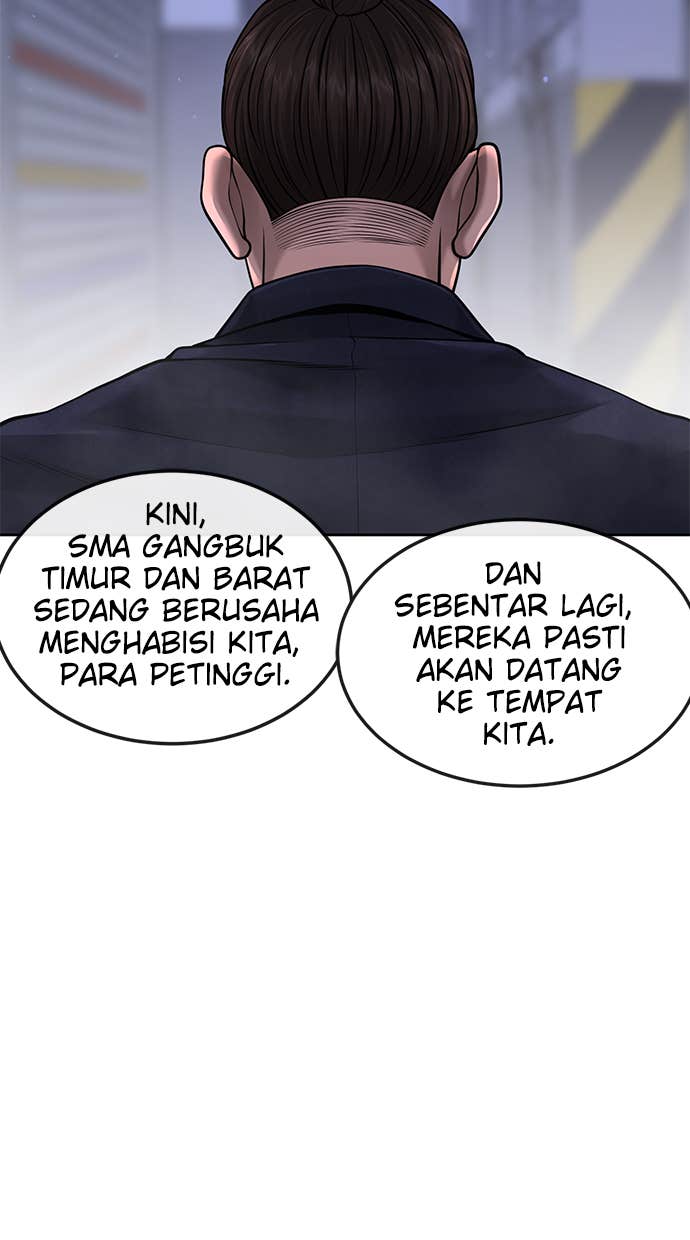 KINI,
SMA GANGBUK
TIMUR DAN BARAT
SEDANG BERUSAHA
MENGHABISI KITA,
PARA PETINGGI.
DAN
SEBENTAR LAGI,
MEREKA PASTI
AKAN DATANG
KE TEMPAT
KITA.